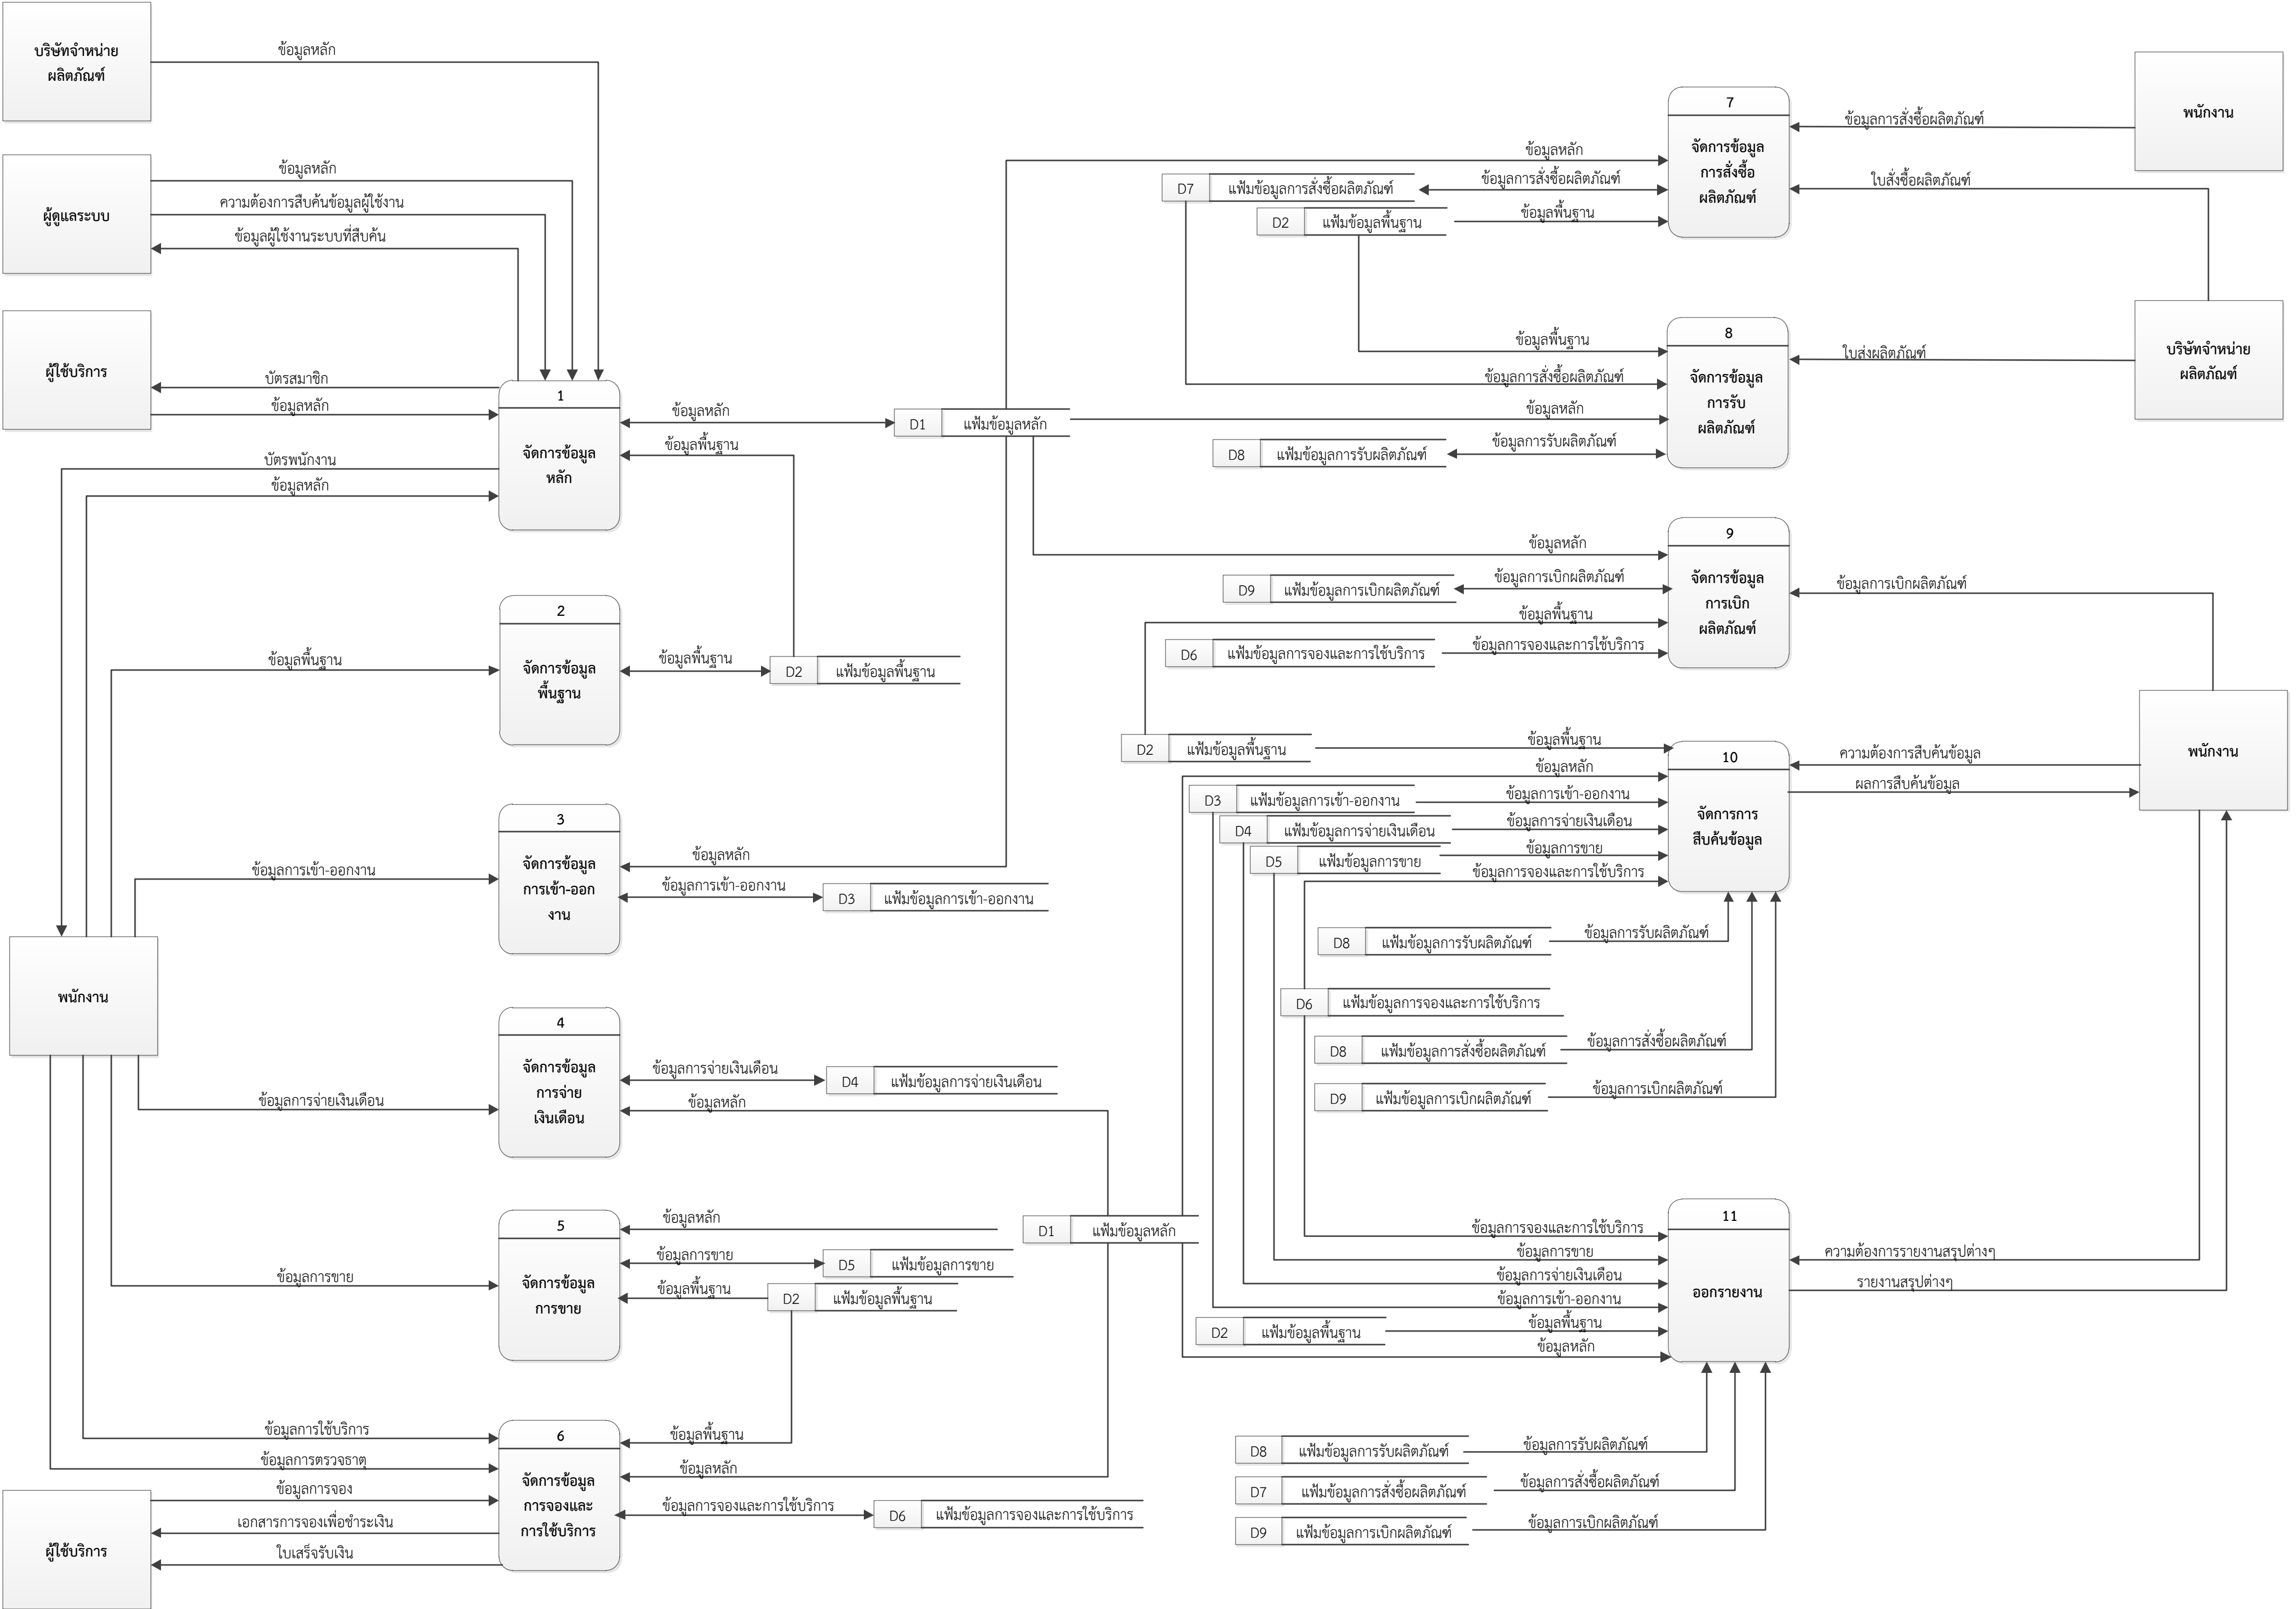 บริษัทจำหน่าย
ผลิตภัณฑ์
ข้อมูลหลัก
ผู้ดูแลระบบ
ข้อมูลหลัก
ความต้องการสืบค้นข้อมูลผู้ใช้งาน
ข้อมูลผู้ใช้งานระบบที่สืบค้น
ผู้ใช้บริการ
บัตรสมาชิก
ข้อมูลหลัก
บัตรพนักงาน
ข้อมูลหลัก
1
จัดการข้อมูล
หลัก
ข้อมูลหลัก
D1 แฟ้มข้อมูลหลัก
ข้อมูลพื้นฐาน
ข้อมูลพื้นฐาน
2
จัดการข้อมูล
พื้นฐาน
ข้อมูลพื้นฐาน
D2 แฟ้มข้อมูลพื้นฐาน
ข้อมูลการเข้า-ออกงาน
3
จัดการข้อมูล
การเข้า-ออก
งาน
ข้อมูลหลัก
ข้อมูลการเข้า-ออกงาน
D3 แฟ้มข้อมูลการเข้า-ออกงาน
พนักงาน
ข้อมูลการจ่ายเงินเดือน
4
จัดการข้อมูล
การจ่าย
เงินเดือน
ข้อมูลการจ่ายเงินเดือน
D4 แฟ้มข้อมูลการจ่ายเงินเดือน
ข้อมูลหลัก
ข้อมูลการขาย
5
จัดการข้อมูล
การขาย
ข้อมูลหลัก
D1 แฟ้มข้อมูลหลัก
ข้อมูลการขาย
D5 แฟ้มข้อมูลการขาย
ข้อมูลพื้นฐาน
D2 แฟ้มข้อมูลพื้นฐาน
ข้อมูลการใช้บริการ
ข้อมูลการตรวจธาตุ
ข้อมูลการจอง
เอกสารการจองเพื่อชำระเงิน
ใบเสร็จรับเงิน
ผู้ใช้บริการ
6
จัดการข้อมูล
การจองและ
การใช้บริการ
ข้อมูลพื้นฐาน
ข้อมูลหลัก
ข้อมูลการจองและการใช้บริการ
D6 แฟ้มข้อมูลการจองและการใช้บริการ
ข้อมูลหลัก
D7 แฟ้มข้อมูลการสั่งซื้อผลิตภัณฑ์
ข้อมูลการสั่งซื้อผลิตภัณฑ์
D2 แฟ้มข้อมูลพื้นฐาน
ข้อมูลพื้นฐาน
7
จัดการข้อมูล
การสั่งซื้อ
ผลิตภัณฑ์
ข้อมูลการสั่งซื้อผลิตภัณฑ์
พนักงาน
ใบสั่งซื้อผลิตภัณฑ์
ข้อมูลพื้นฐาน
ข้อมูลการสั่งซื้อผลิตภัณฑ์
ข้อมูลหลัก
D8 แฟ้มข้อมูลการรับผลิตภัณฑ์
ข้อมูลการรับผลิตภัณฑ์
8
จัดการข้อมูล
การรับ
ผลิตภัณฑ์
ใบส่งผลิตภัณฑ์
บริษัทจำหน่าย
ผลิตภัณฑ์
ข้อมูลหลัก
D9 แฟ้มข้อมูลการเบิกผลิตภัณฑ์
ข้อมูลการเบิกผลิตภัณฑ์
ข้อมูลพื้นฐาน
D6 แฟ้มข้อมูลการจองและการใช้บริการ
ข้อมูลการจองและการใช้บริการ
9
จัดการข้อมูล
การเบิก
ผลิตภัณฑ์
ข้อมูลการเบิกผลิตภัณฑ์
D2 แฟ้มข้อมูลพื้นฐาน
ข้อมูลพื้นฐาน
ข้อมูลหลัก
D3 แฟ้มข้อมูลการเข้า-ออกงาน
ข้อมูลการเข้า-ออกงาน
D4 แฟ้มข้อมูลการจ่ายเงินเดือน
ข้อมูลการจ่ายเงินเดือน
D5 แฟ้มข้อมูลการขาย
ข้อมูลการขาย
ข้อมูลการจองและการใช้บริการ
10
จัดการการ
สืบค้นข้อมูล
ความต้องการสืบค้นข้อมูล
ผลการสืบค้นข้อมูล
พนักงาน
D8 แฟ้มข้อมูลการรับผลิตภัณฑ์
ข้อมูลการรับผลิตภัณฑ์
D6 แฟ้มข้อมูลการจองและการใช้บริการ
D8 แฟ้มข้อมูลการสั่งซื้อผลิตภัณฑ์
ข้อมูลการสั่งซื้อผลิตภัณฑ์
D9 แฟ้มข้อมูลการเบิกผลิตภัณฑ์
ข้อมูลการเบิกผลิตภัณฑ์
ข้อมูลการจองและการใช้บริการ
ข้อมูลการขาย
ข้อมูลการจ่ายเงินเดือน
ข้อมูลการเข้า-ออกงาน
D2 แฟ้มข้อมูลพื้นฐาน
ข้อมูลพื้นฐาน
ข้อมูลหลัก
11
ออกรายงาน
ความต้องการรายงานสรุปต่างๆ
รายงานสรุปต่างๆ
D8 แฟ้มข้อมูลการรับผลิตภัณฑ์
ข้อมูลการรับผลิตภัณฑ์
D7 แฟ้มข้อมูลการสั่งซื้อผลิตภัณฑ์
ข้อมูลการสั่งซื้อผลิตภัณฑ์
D9 แฟ้มข้อมูลการเบิกผลิตภัณฑ์
ข้อมูลการเบิกผลิตภัณฑ์